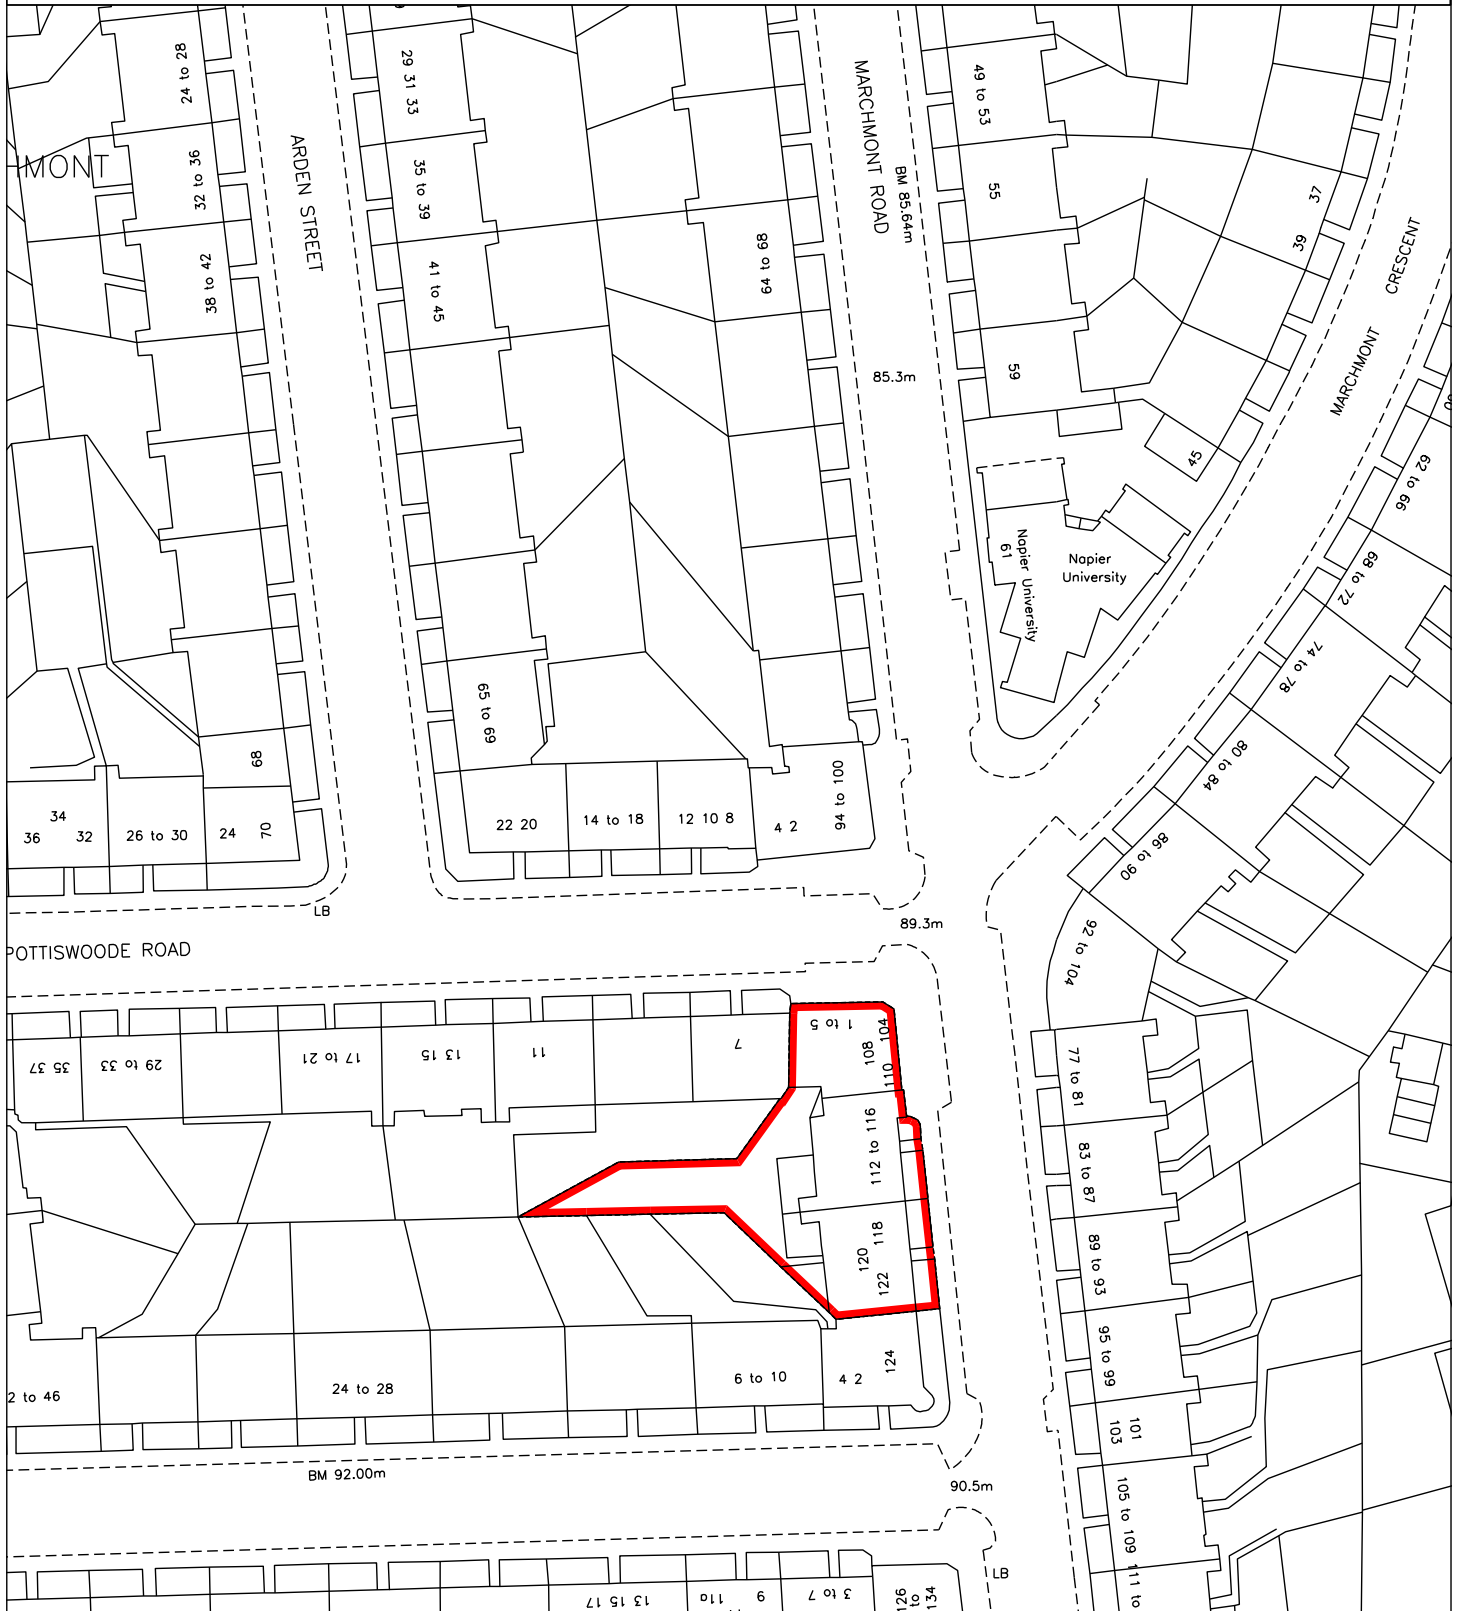 24 to 28
29 31 33
MARCHMONT ROAD
49 to 53
IMONT
32 to 36
ARDEN STREET
35 to 39
BM 85.64m
55
37
39
CRESCENT
38 to 42
41 to 45
64 to 68
MARCHMONT
85.3m
59
45
62 to 66
Napier University
61
Napier
University
68 to 72
74 to 78
65 to 69
68
80 to 84
34
36
32
26 to 30
24
70
22 20
14 to 18
12 10 8
4 2
94 to 100
86 to 90
LB
89.3m
92 to 104
POTTISWOODE ROAD
35 37
29 to 33
17 to 21
13 15
11
7
1 to 5
104
108
110
77 to 81
112 to 116
83 to 87
118
120
122
89 to 93
95 to 99
124
2 to 46
24 to 28
6 to 10
4 2
101
103
BM 92.00m
90.5m
105 to 109
111 to
LB
13 15 17
11a
9
3 to 7
126
to
134